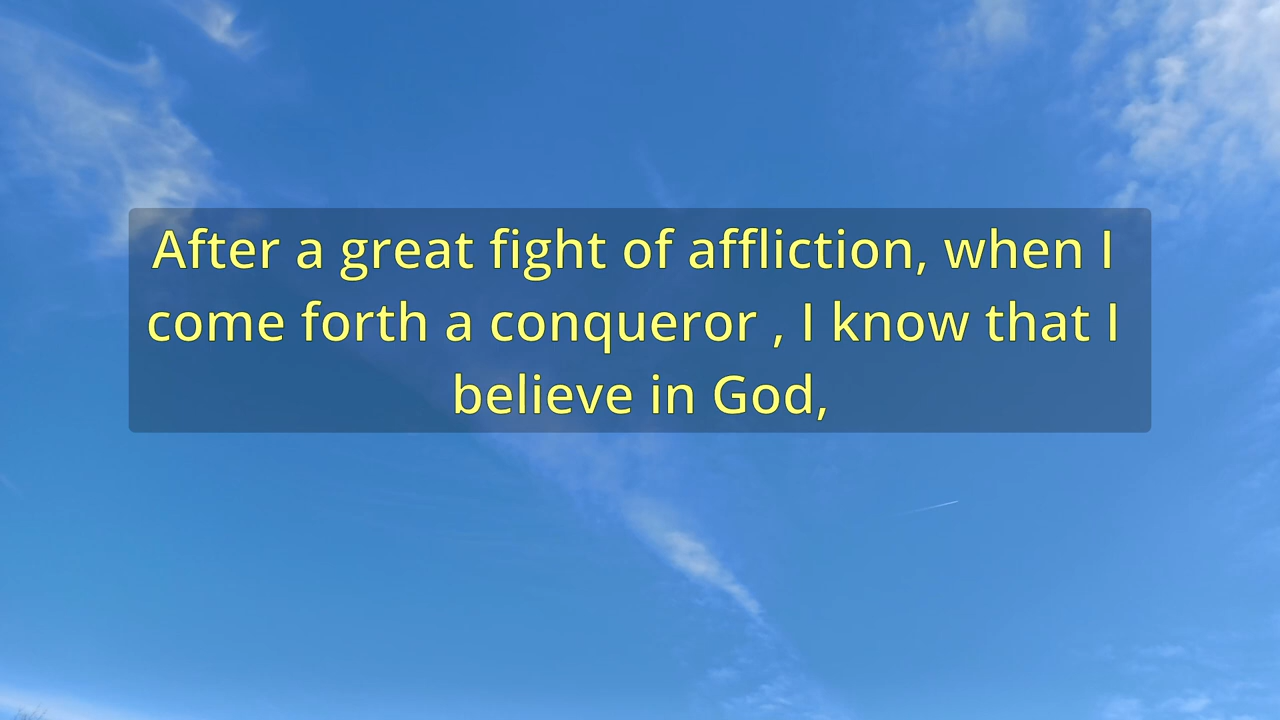 After a great fight of affliction, when I
come forth a conqueror , I know that I
believe in God,